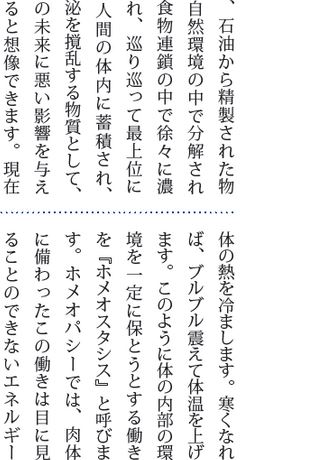 、石油から精製された物
自然環境の中で分解され
食物連鎖の中で徐々に濃
れ、巡り巡って最上位に
人間の体内に蓄積され、
泌を撹乱する物質として、
の未来に悪い影響を与え
ると想像できます。現在
体の熱を冷まします。寒くなれ
ば、ブルブル震えて体温を上げ
ます。このように体の内部の環
境を一定に保とうとする働き
を『ホメオスタシス』と呼びま
す。ホメオパシーでは、肉体
に備わったこの働きは目に見
ることのできないエネルギー